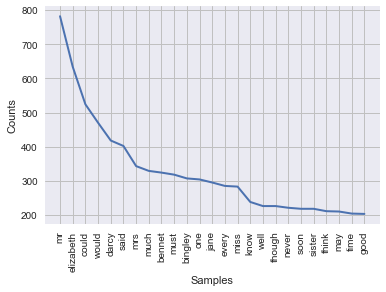 800
700
600
500
400
300
200
Counts
mr
elizabeth
could
would
darcy
said
mrs
much
bennet
must
bingley
one
jane
every
miss
know
well
though
never
soon
sister
think
may
time
good
Samples